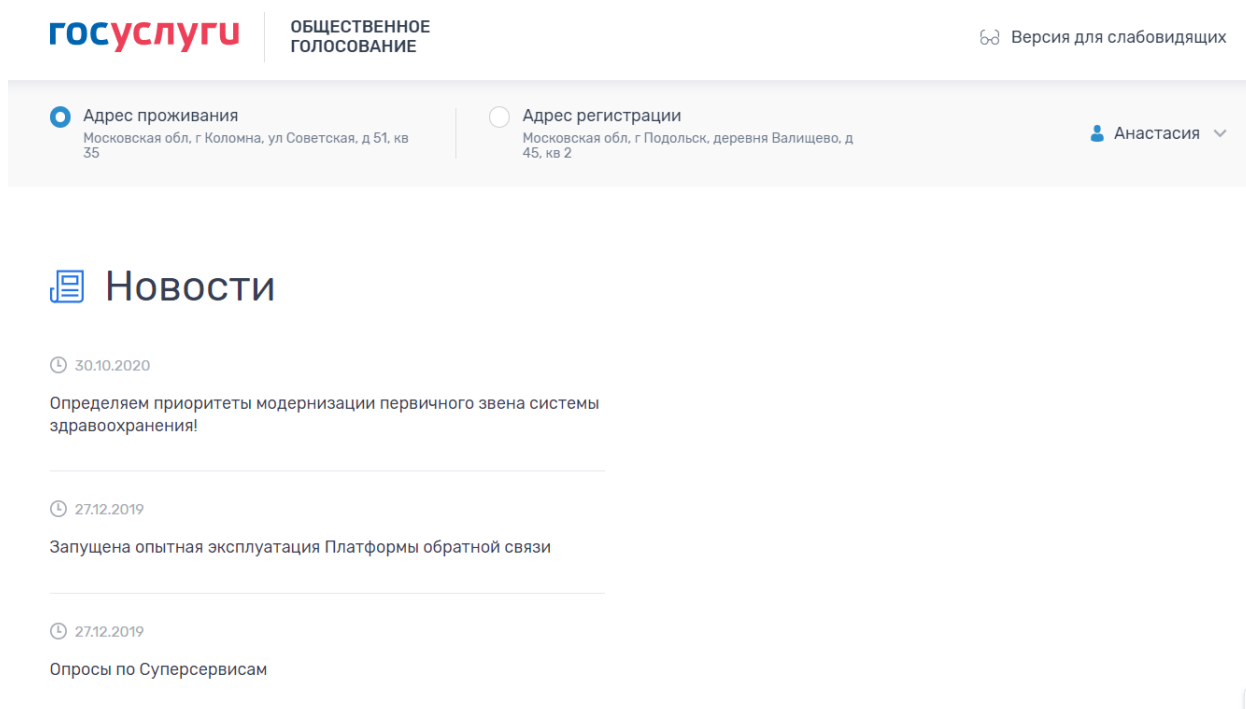 госуслуги
ОБЩЕСТВЕННОЕ
ГОЛОСОВАНИЕ
Версия для слабовидящих
Адрес проживания
Московская обл, г Коломна, ул Советская, д 51, кв
35
Адрес регистрации
Московская обл, г Подольск, деревня Валищево, д
45, кв 2
Анастасия
Новости
30.10.2020
Определяем приоритеты модернизации первичного звена системы
здравоохранения!
27.12.2019
Запущена опытная эксплуатация Платформы обратной связи
27.12.2019
Опросы по Суперсервисам